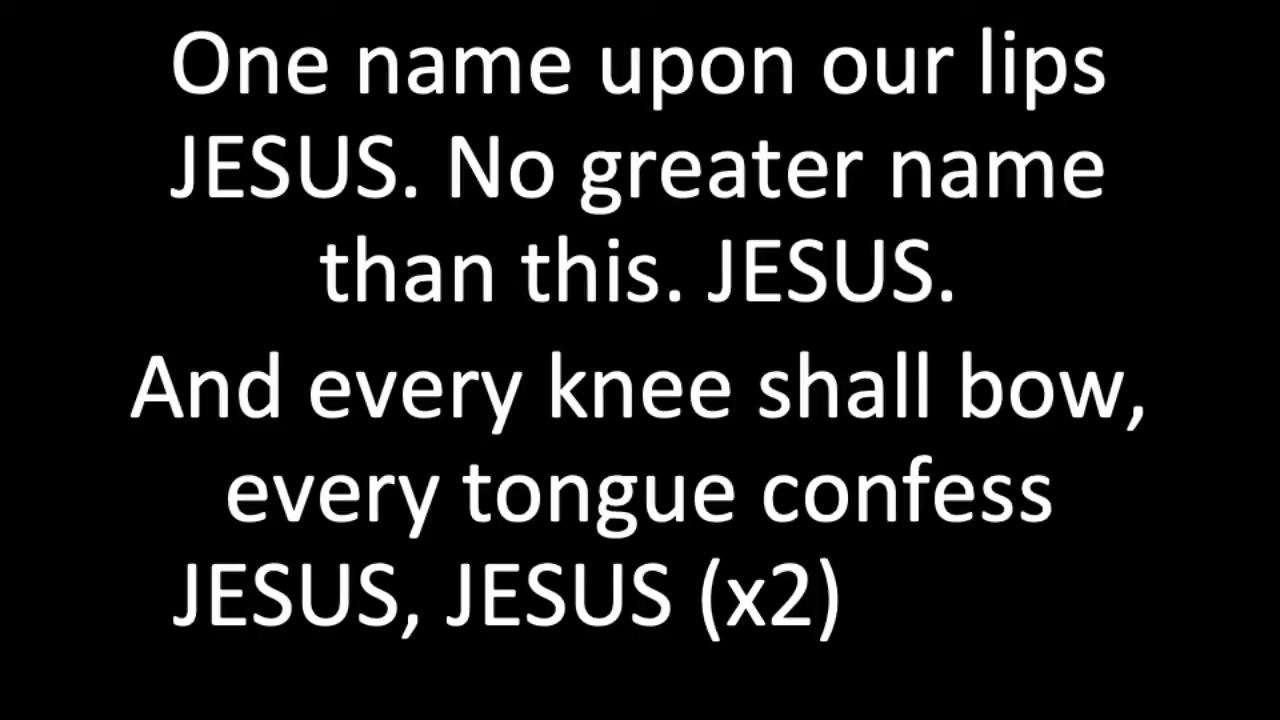 One name upon our lips
JESUS. No greater name
than this. JESUS.
And every knee shall bow,
every tongue confess
JESUS, JESUS (x2)